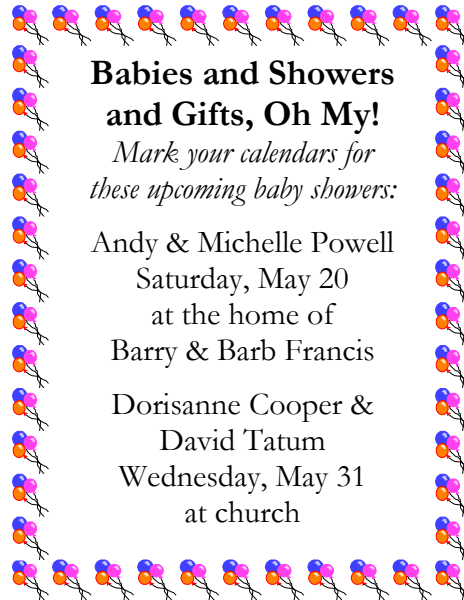 Babies and Showers
and Gifts, Oh My!
Mark your calendars for
these upcoming baby showers:
Andy & Michelle Powell
Saturday, May 20
at the home of
Barry & Barb Francis
Dorisanne Cooper &
David Tatum
Wednesday, May 31
at church